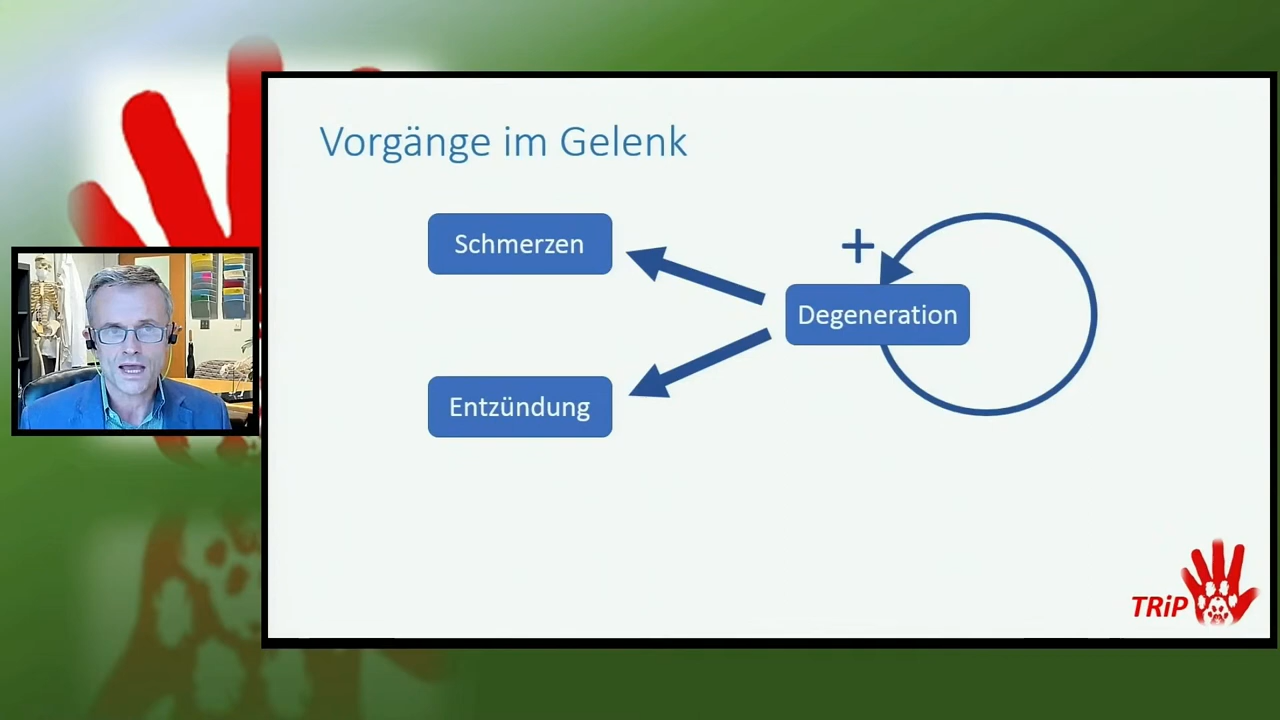 Vorgänge im Gelenk
Schmerzen
+
Degeneration
Entzündung
TRiP